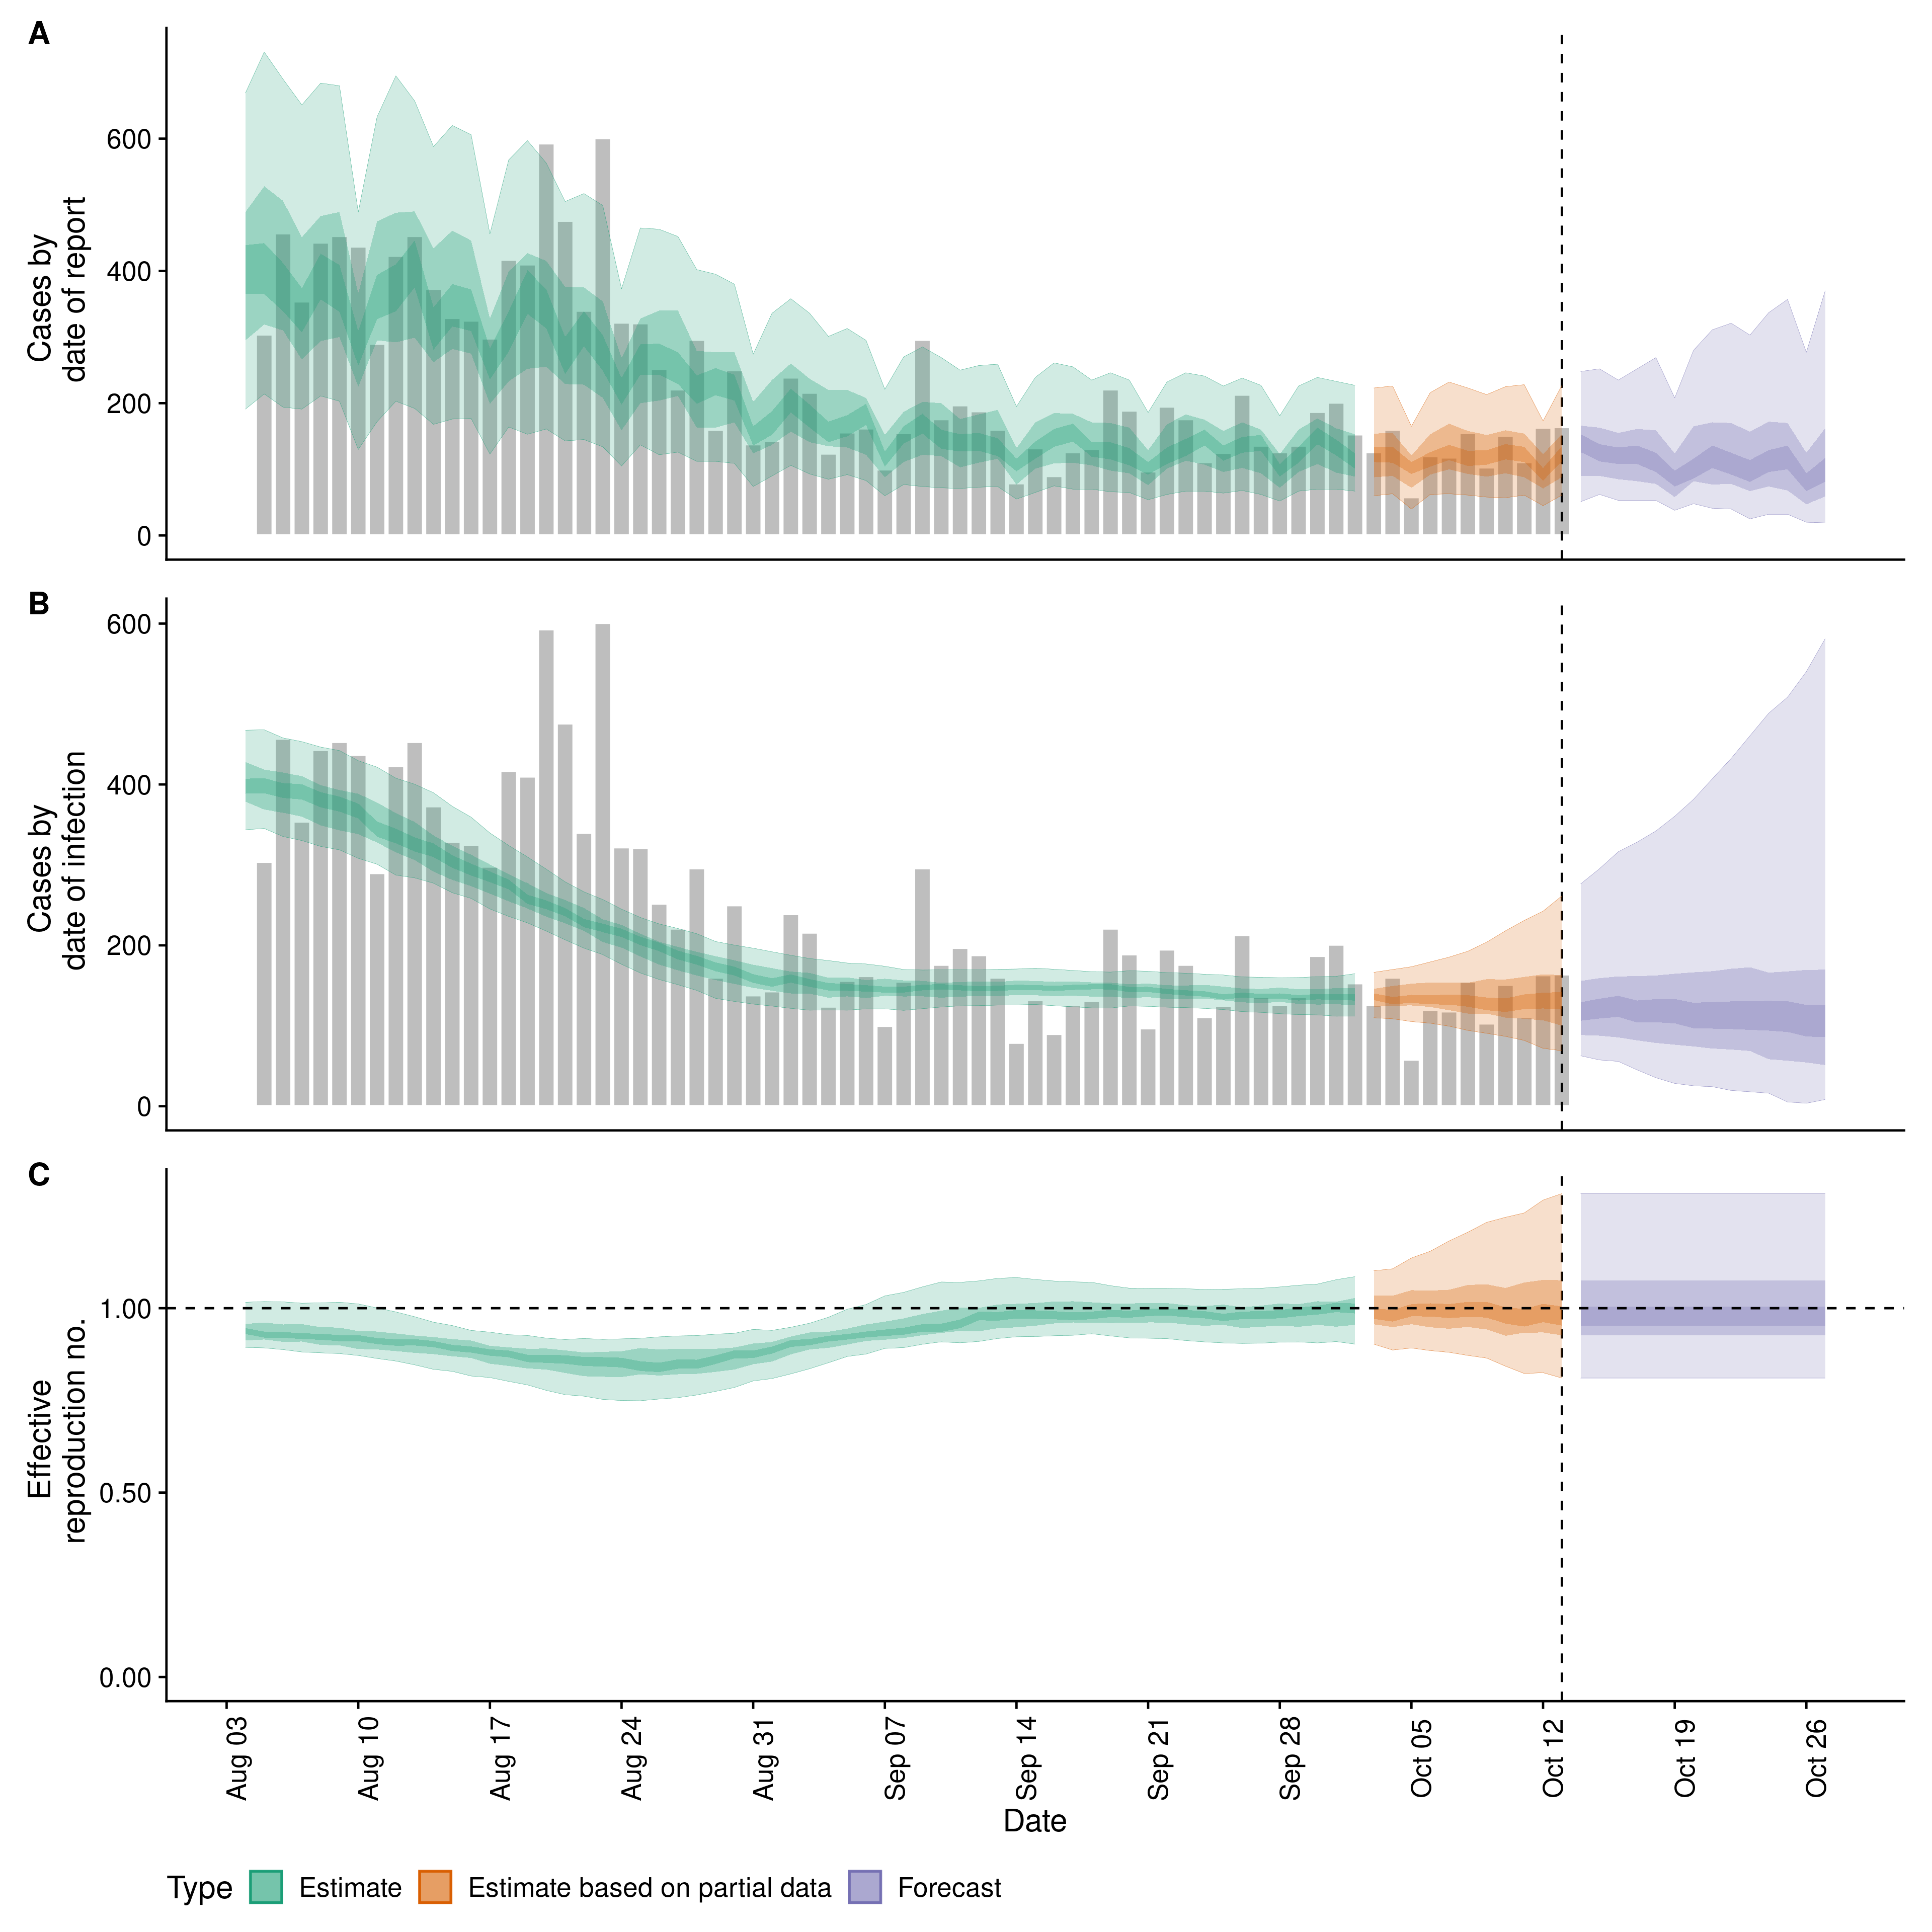 A
Cases by
date of report
600
400
200
0
B
Cases by
date of infection
600
400
200
0
C
Effective
reproduction no.
1.00
0.50
0.00
Aug 03
Aug 10
Aug 17
Aug 24
Aug 31
Sep 07
Sep 14
Sep 21
Sep 28
Oct 05
Oct 12
Oct 19
Oct 26
Date
Type Estimate Estimate based on partial data Forecast